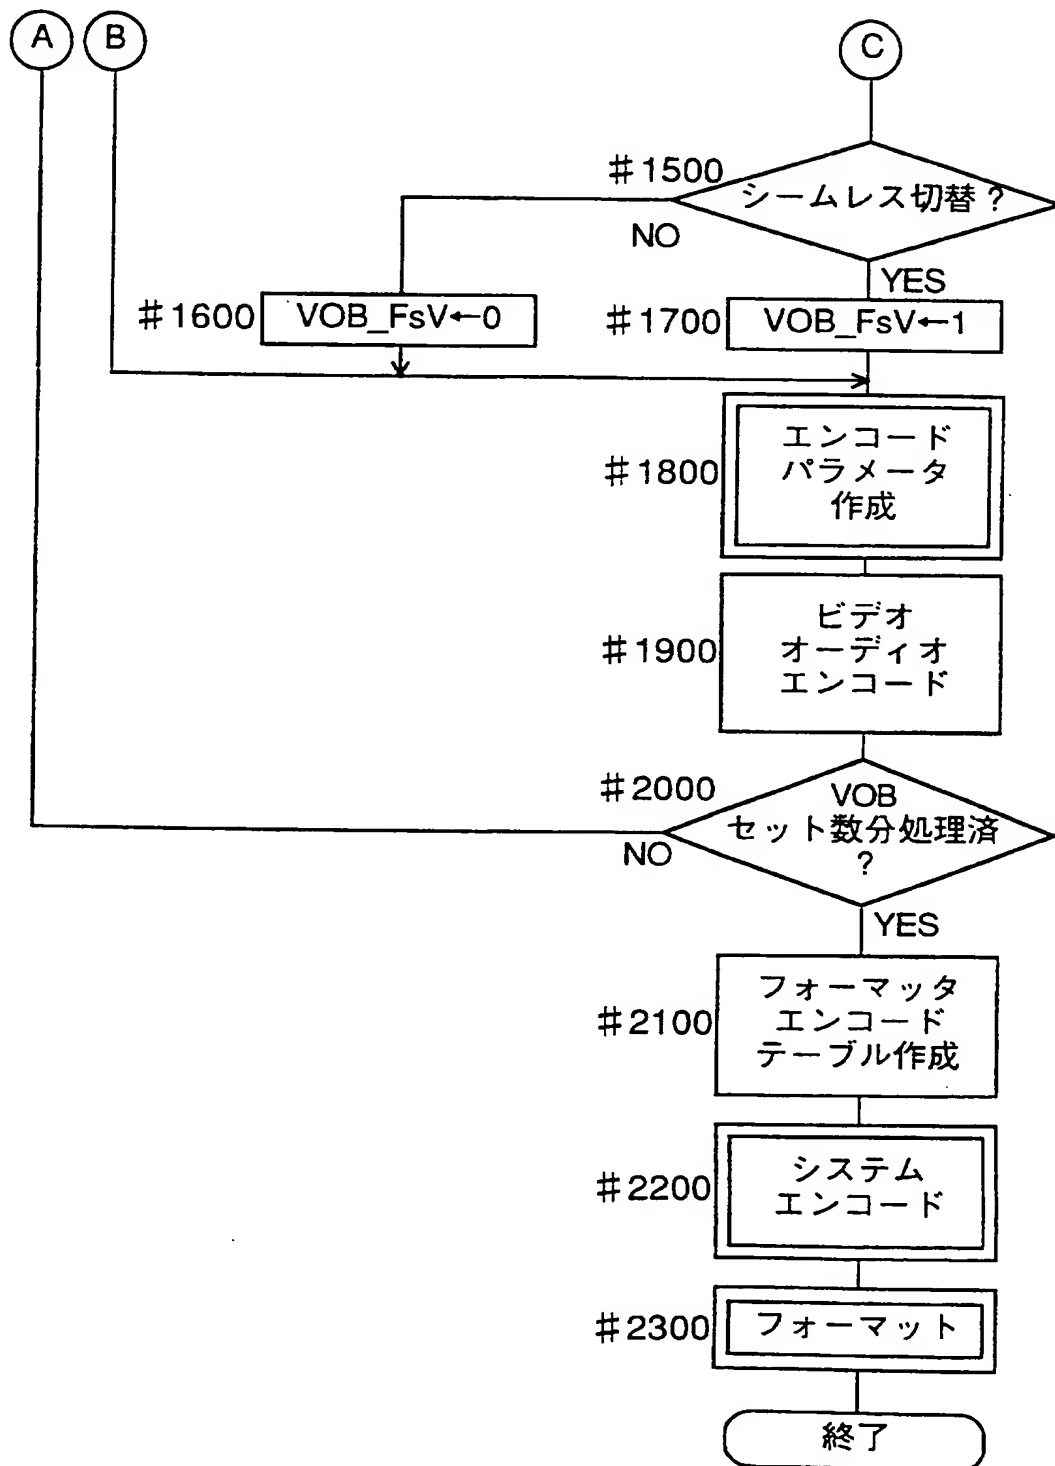 A
B
C
#1500
シームレス切替?
NO
YES
#1600
VOB_FsV←0
#1700
VOB_FsV←1
#1800
エンコード
パラメータ
作成
#1900
ビデオ
オーディオ
エンコード
#2000
VOB
セット数分処理済
?
NO
YES
#2100
フォーマッタ
エンコード
テーブル作成
#2200
システム
エンコード
#2300
フォーマット
終了